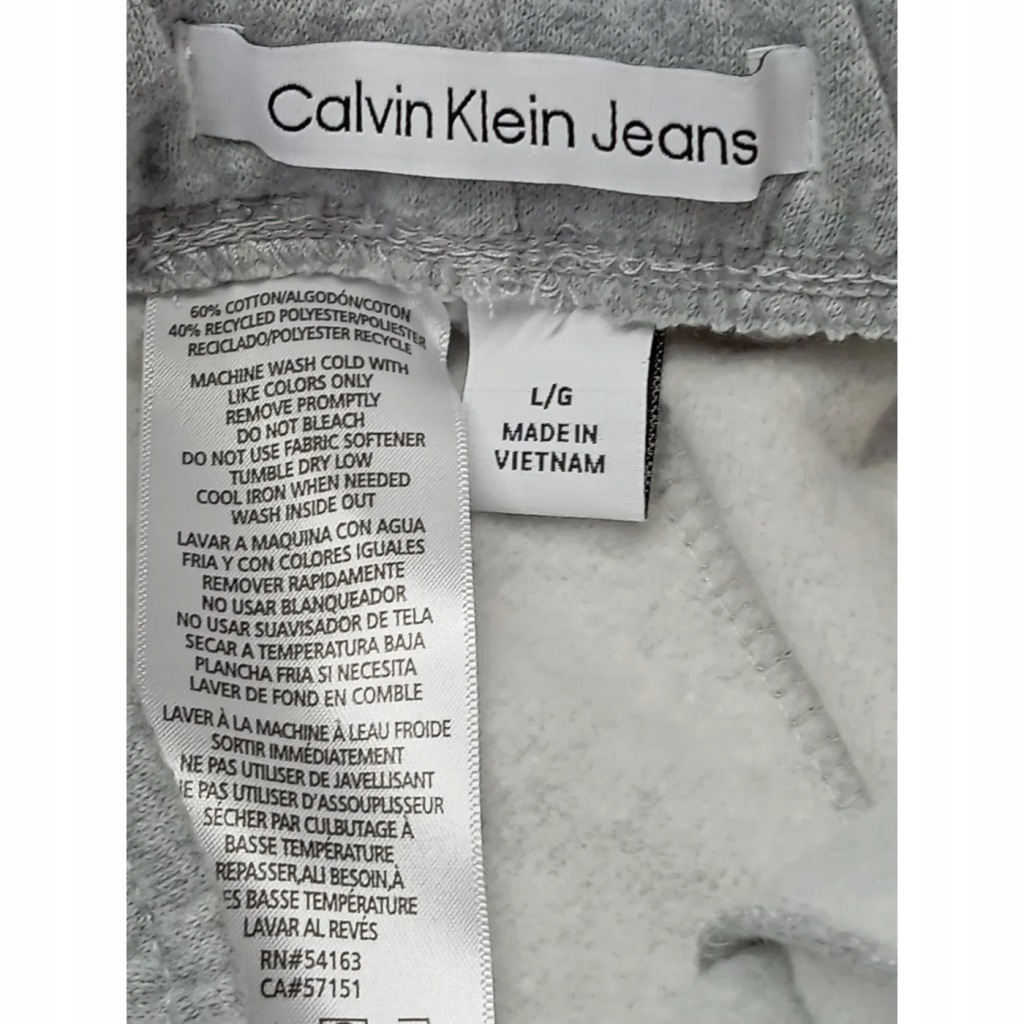 Calvin Klein Jeans
60% COTTON/ALGODÓN/COTON
40% RECYCLED POLYESTER/POLIESTER
RECICLADO/POLYESTER RECYCLE
MACHINE WASH COLD WITH
LIKE COLORS ONLY
REMOVE PROMPTLY
DO NOT BLEACH
DO NOT USE FABRIC SOFTENER
TUMBLE DRY LOW
COOL IRON WHEN NEEDED
WASH INSIDE OUT
LAVAR A MAQUINA CON AGUA
FRIA Y CON COLORES IGUALES
REMOVER RAPIDAMENTE
NO USAR BLANQUEADOR
NO USAR SUAVISADOR DE TELA
SECAR A TEMPERATURA BAJA
PLANCHA FRIA SI NECESITA
LAVER DE FOND EN COMBLE
LAVER À LA MACHINE À LEAU FROIDE
SORTIR IMMÉDIATEMENT
NE PAS UTILISER DE JAVELLISANT
E PAS UTILISER D'ASSOUPLISSEUR
SÉCHER PAR CULBUTAGE À
BASSE TEMPÉRATURE
REPASSER,ALI BESOIN,À
ES BASSE TEMPÉRATURE
LAVAR AL REVÉS
RN#54163
CA#57151
L/G
MADE IN
VIETNAM